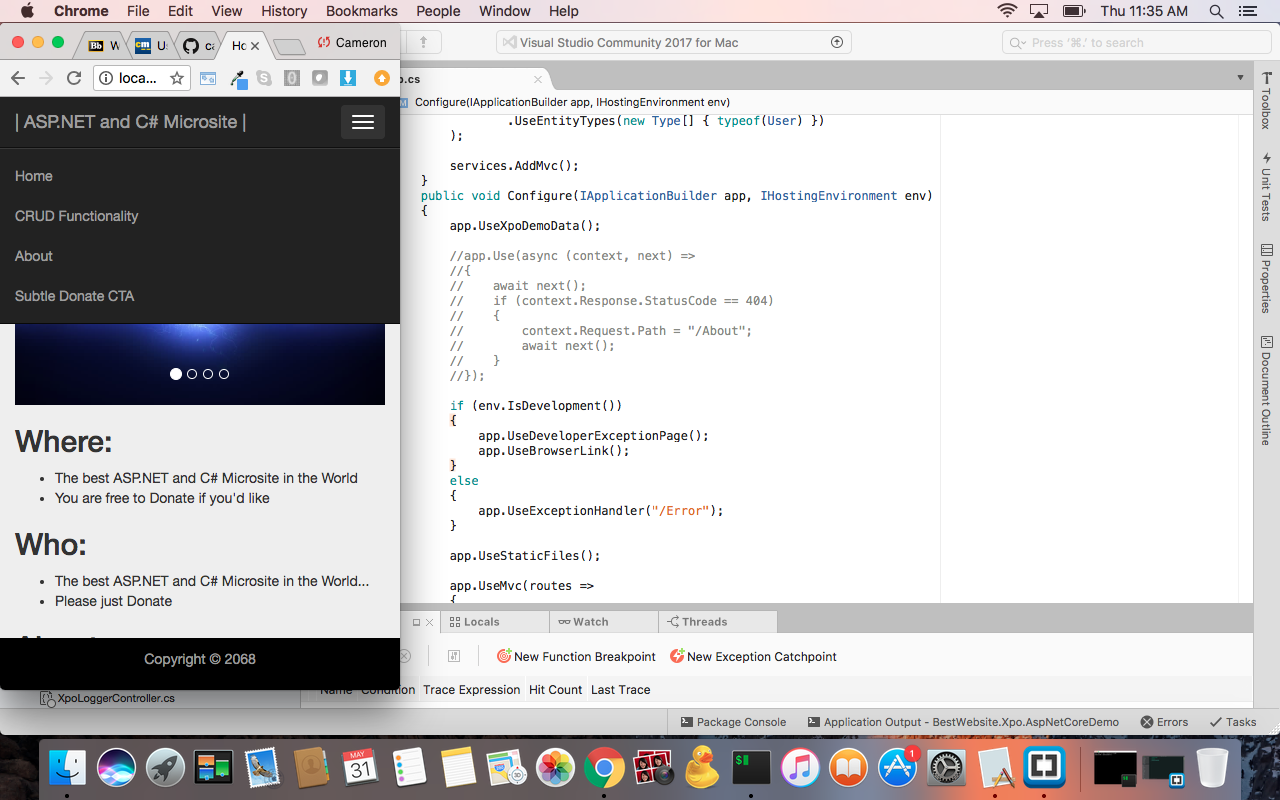 Chrome File Edit View History Bookmarks People Window Help Thu 11:35 AM
Bb W cm U: ca Ho Cameron
loca...
| ASP.NET and C# Microsite |
Home
CRUD Functionality
About
Subtle Donate CTA
Where:
The best ASP.NET and C# Microsite in the World
You are free to Donate if you'd like
Who:
The best ASP.NET and C# Microsite in the World...
Please just Donate
Copyright © 2068
Visual Studio Community 2017 for Mac
Press '⌘.' to search
p.cs
Configure(IApplicationBuilder app, IHostingEnvironment env)
.UseEntityTypes(new Type[] { typeof(User) })
);
services.AddMvc();
}
public void Configure(IApplicationBuilder app, IHostingEnvironment env)
{
app.UseXpoDemoData();
//app.Use(async (context, next) =>
//{
// await next();
// if (context.Response.StatusCode == 404)
// {
// context.Request.Path = "/About";
// await next();
// }
//});
if (env.IsDevelopment())
{
app.UseDeveloperExceptionPage();
app.UseBrowserLink();
}
else
{
app.UseExceptionHandler("/Error");
}
app.UseStaticFiles();
app.UseMvc(routes =>
{
Toolbox
Unit Tests
Properties
Document Outline
Locals Watch Threads
New Function Breakpoint New Exception Catchpoint
Name Condition Trace Expression Hit Count Last Trace
XpoLoggerController.cs
Package Console Application Output - BestWebsite.Xpo.AspNetCoreDemo Errors Tasks
MAY
31
1